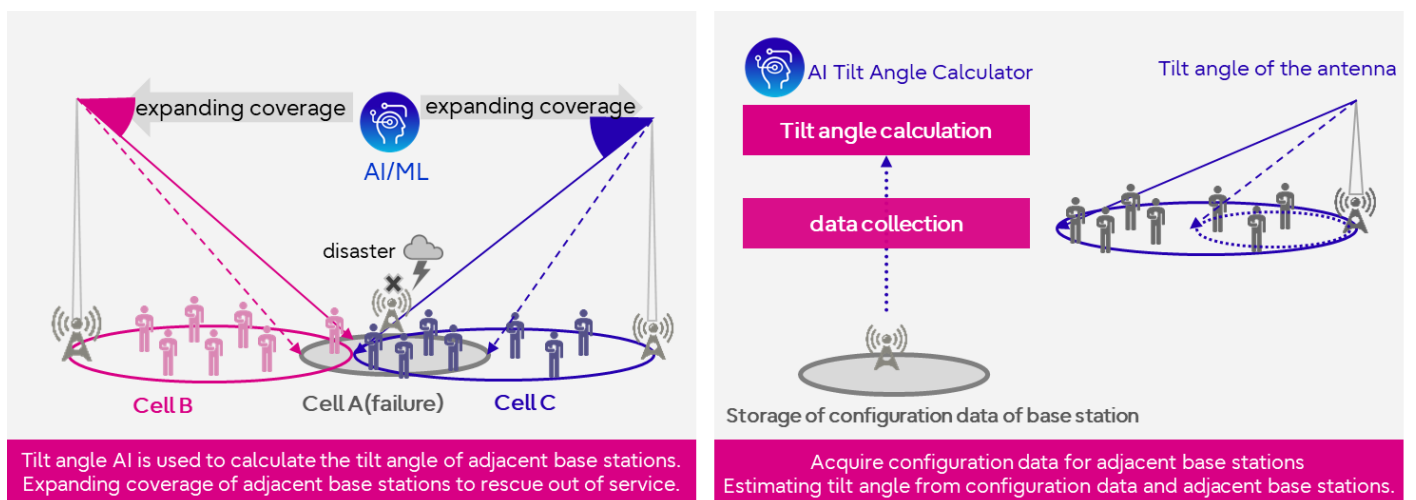 expanding coverage
expanding coverage
AI/ML
disaster
Cell B
Cell A(failure)
Cell C
Tilt angle AI is used to calculate the tilt angle of adjacent base stations.
Expanding coverage of adjacent base stations to rescue out of service.
AI Tilt Angle Calculator
Tilt angle of the antenna
Tilt angle calculation
data collection
Storage of configuration data of base station
Acquire configuration data for adjacent base stations
Estimating tilt angle from configuration data and adjacent base stations.